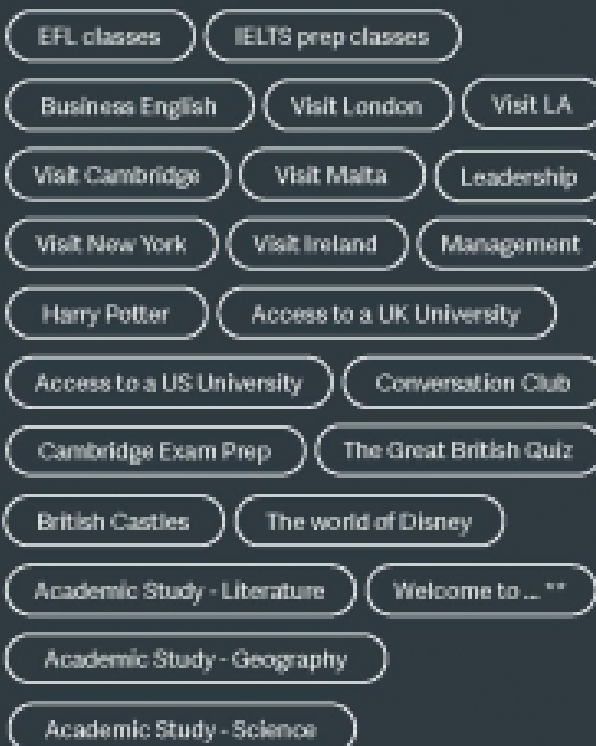 EFL classes IELTS prep classes
Business English Visit London Visit LA
Visit Cambridge Visit Malta Leadership
Visit New York Visit Ireland Management
Harry Potter Access to a UK University
Access to a US University Conversation Club
Cambridge Exam Prep The Great British Quiz
British Castles The world of Disney
Academic Study - Literature Welcome to ... **
Academic Study - Geography
Academic Study - Science